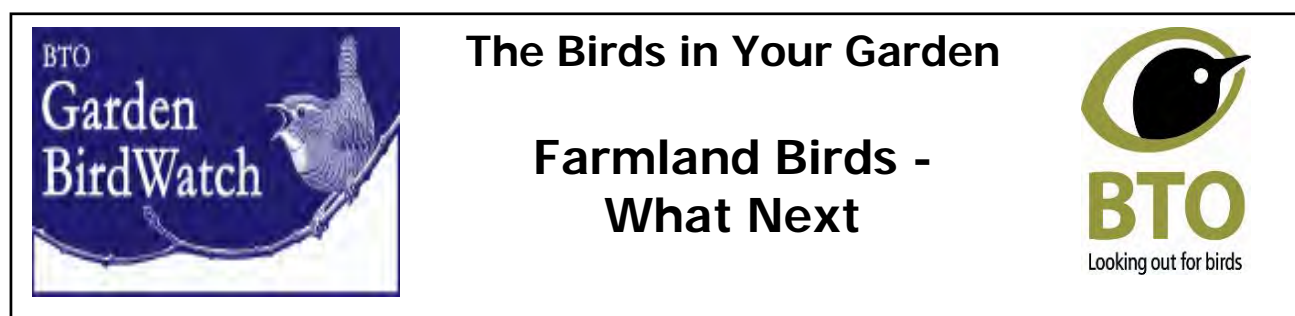 BTO
Garden
BirdWatch
The Birds in Your Garden
Farmland Birds -
What Next
BTO
Looking out for birds